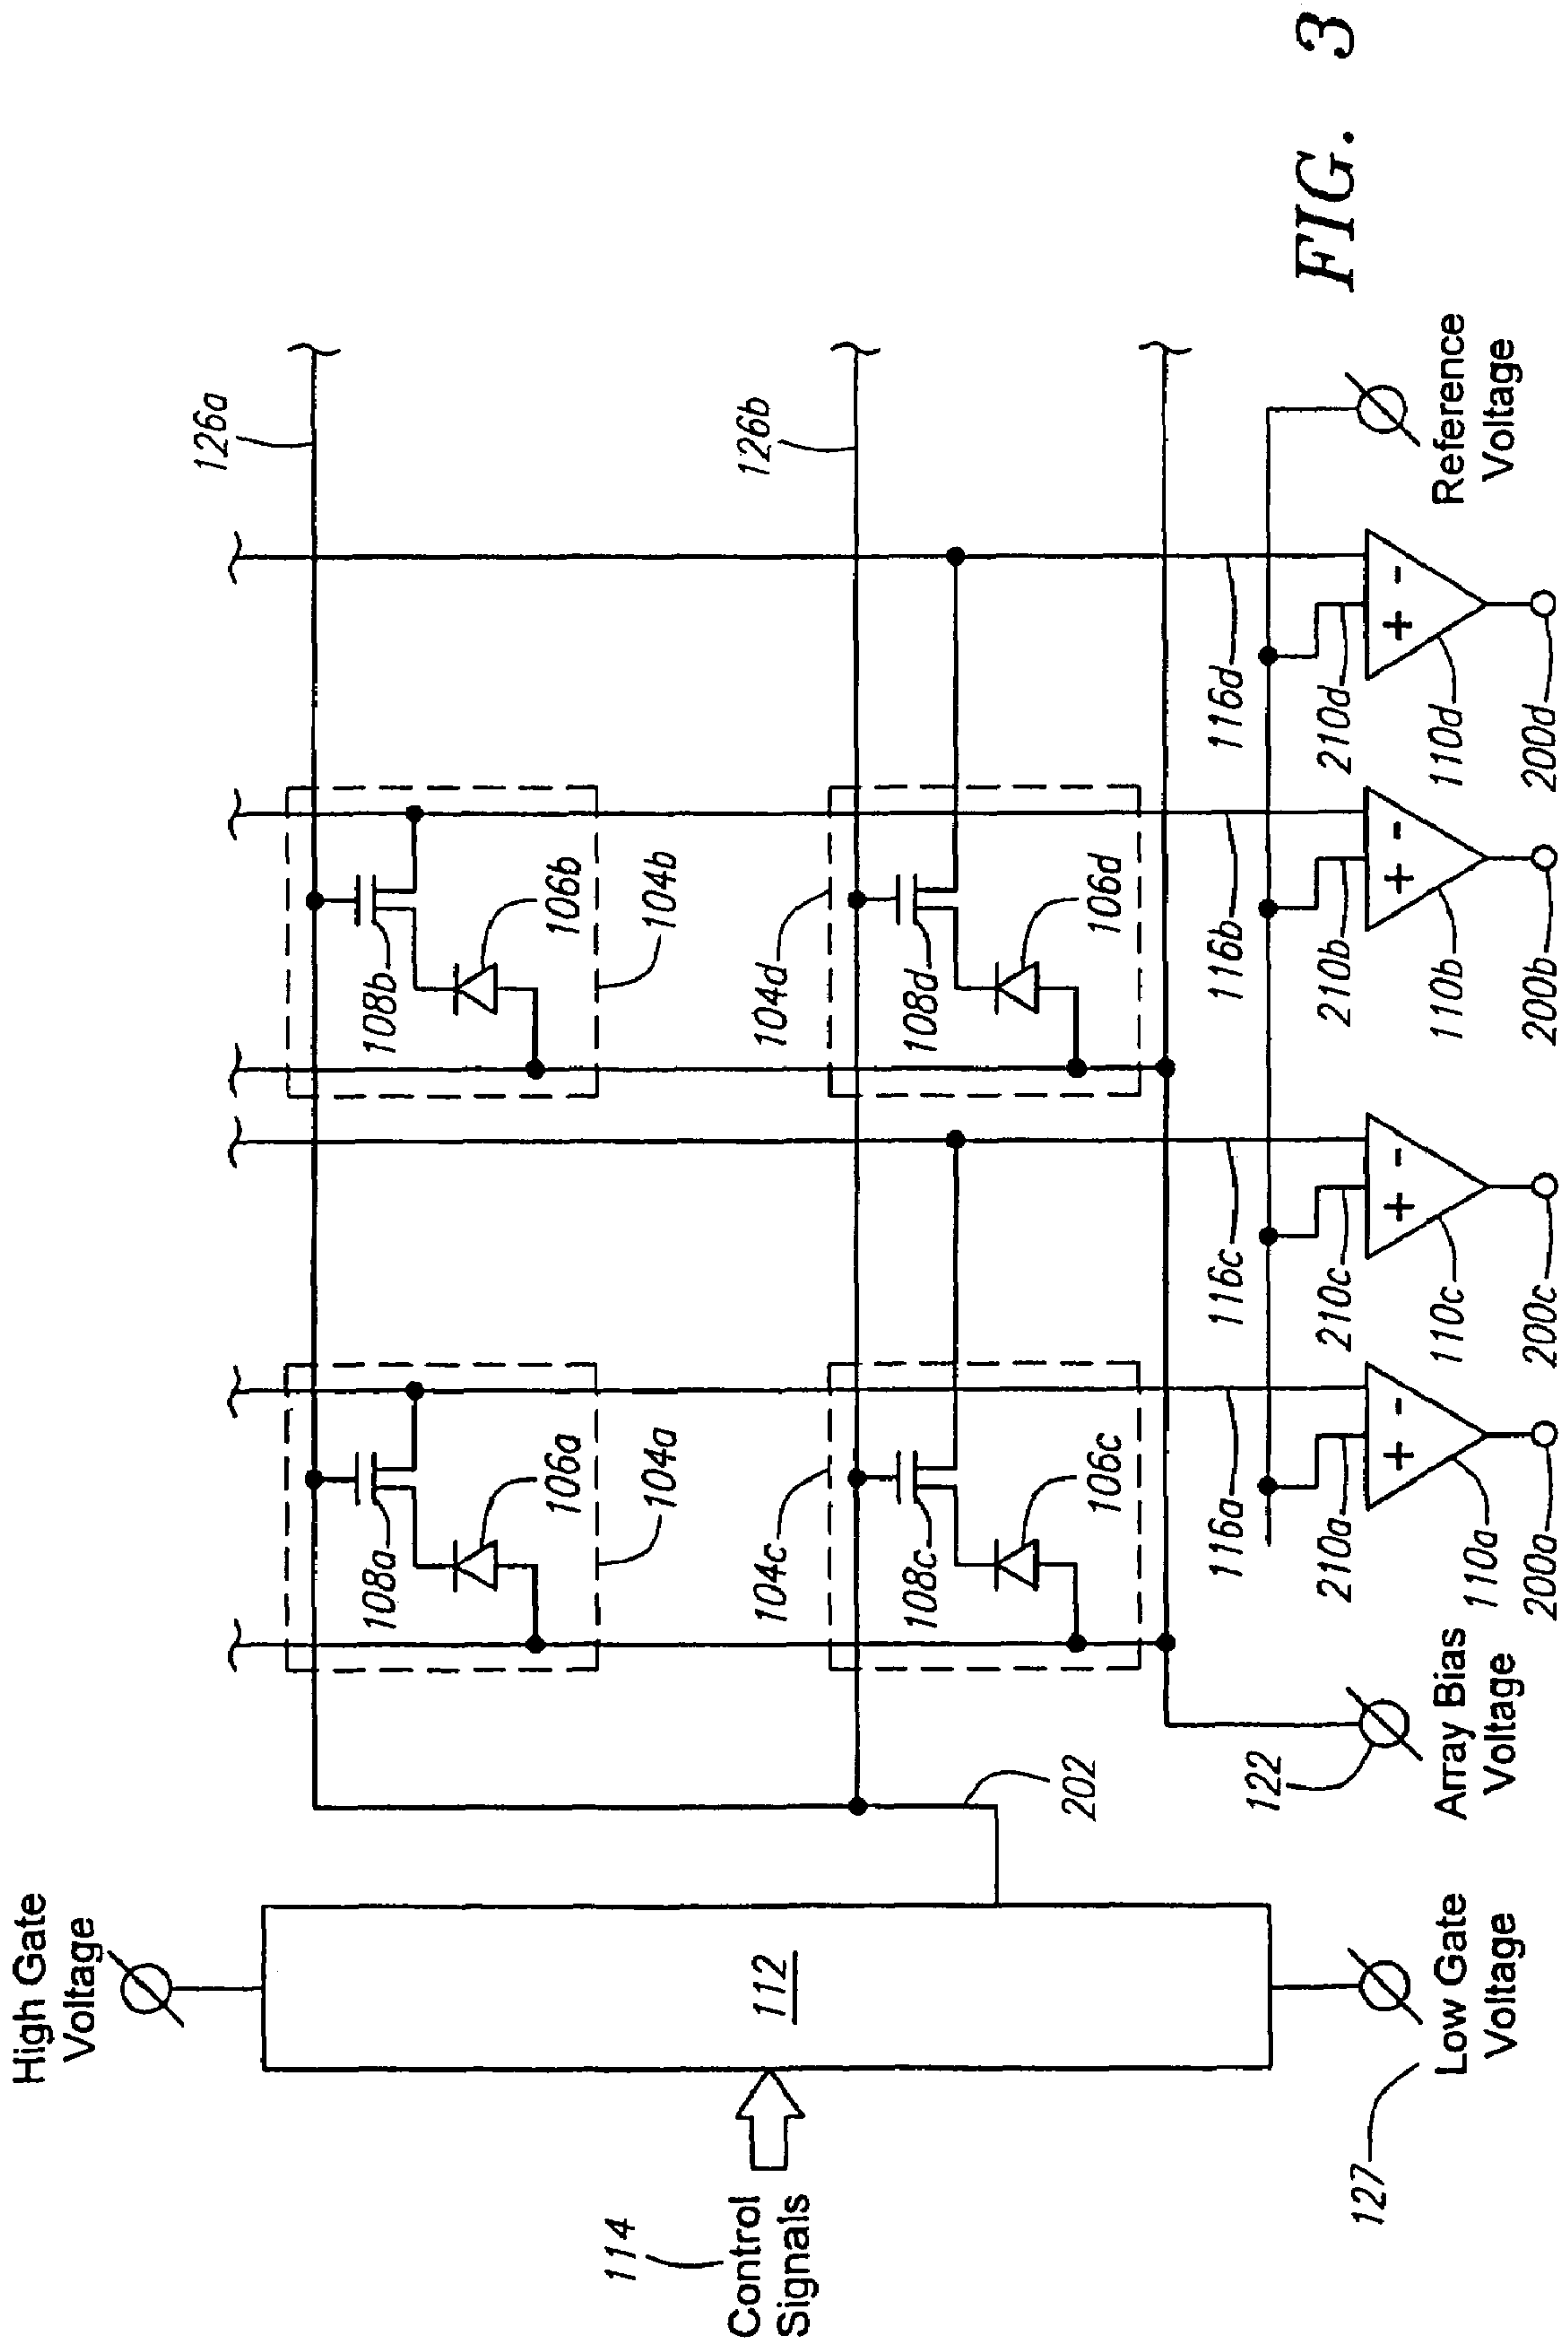 FIG. 3
High Gate
Voltage
126a
108b
106b
104b
108a
106a
104a
114
Control
Signals
112
126b
104d
108d
106d
104c
108c
106c
202
116a
116c
116b
116d
122
210a
210c
210b
210d
127
Low Gate
Voltage
Array Bias
Voltage
110a
110c
110b
110d
Reference
Voltage
200a
200c
200b
200d
+ -
+ -
+ -
+ -